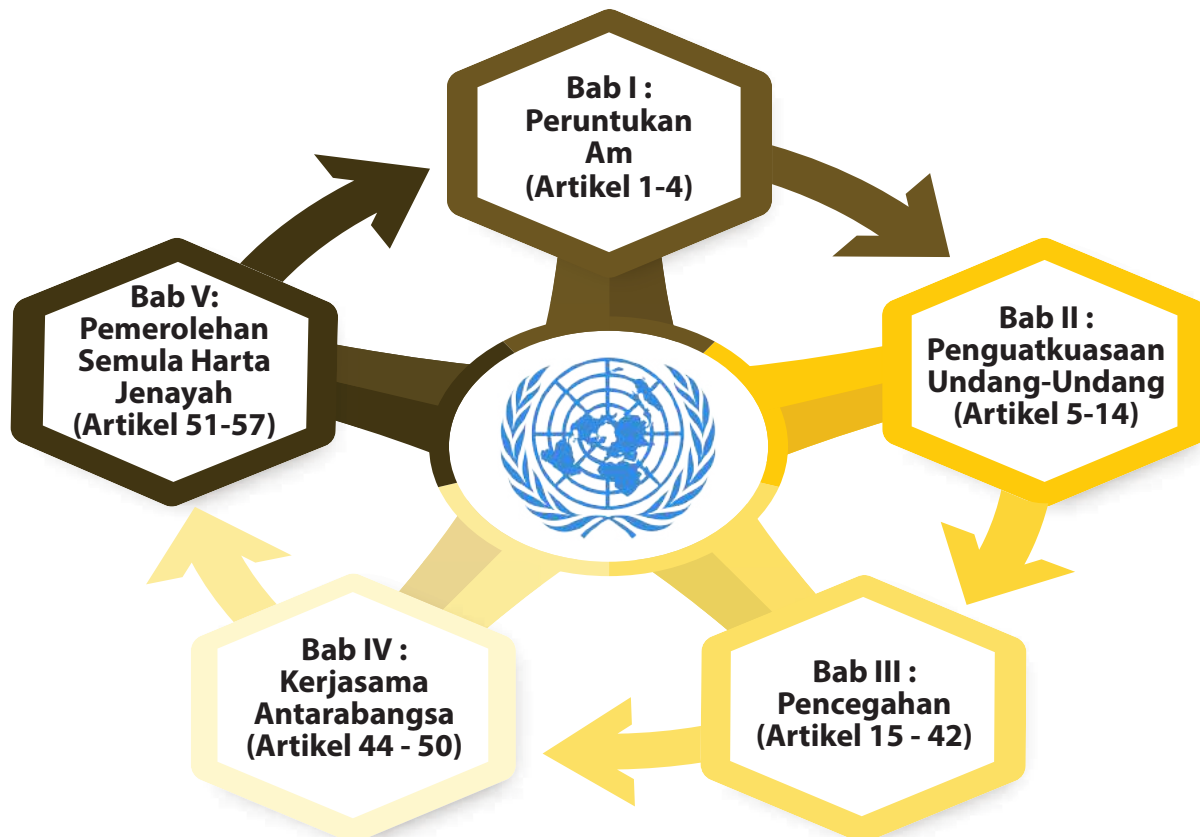 Bab I :
Peruntukan
Am
(Artikel 1-4)
Bab II :
Penguatkuasaan
Undang-Undang
(Artikel 5-14)
Bab III :
Pencegahan
(Artikel 15 - 42)
Bab IV :
Kerjasama
Antarabangsa
(Artikel 44 - 50)
Bab V:
Pemerolehan
Semula Harta
Jenayah
(Artikel 51-57)